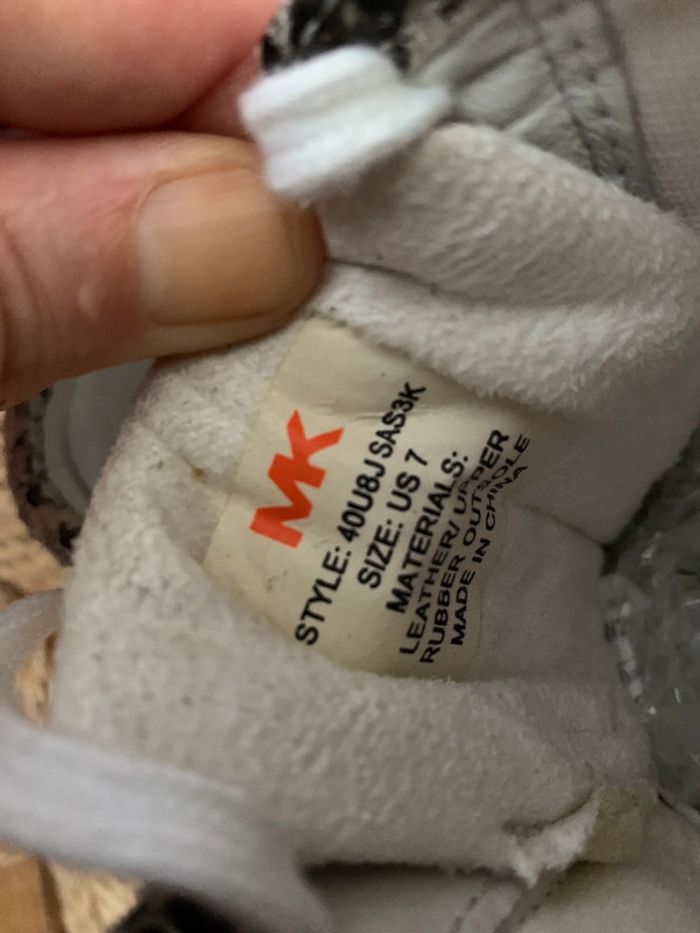 MK
STYLE: 40U8J SAS3K
SIZE: US 7
MATERIALS:
LEATHER/ UPPER
RUBBER OUTSOLE
MADE IN CHINA